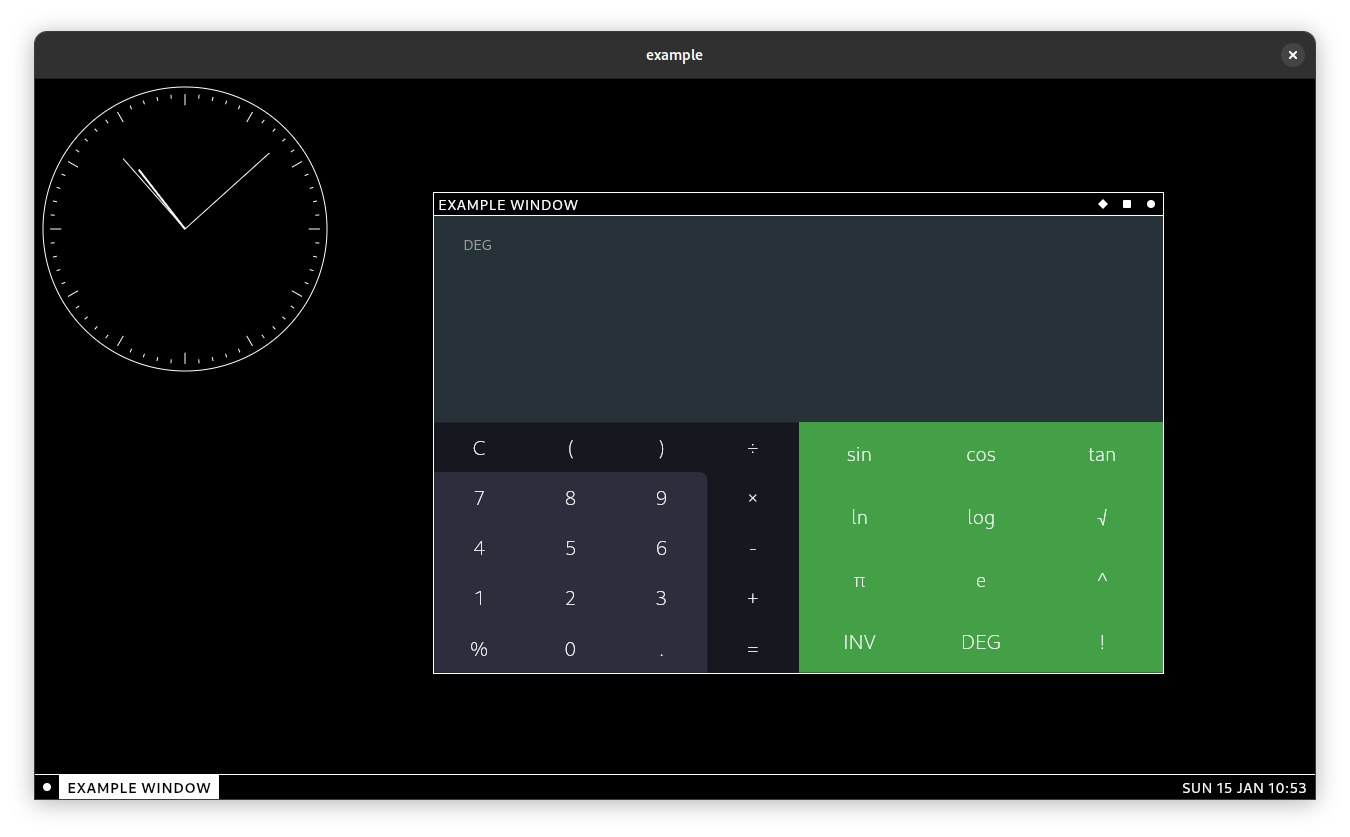 example
EXAMPLE WINDOW
DEG
C ( ) ÷
7 8 9 ×
4 5 6 -
1 2 3 +
% 0 . =
sin cos tan
ln log √
π e ^
INV DEG !
EXAMPLE WINDOW
SUN 15 JAN 10:53